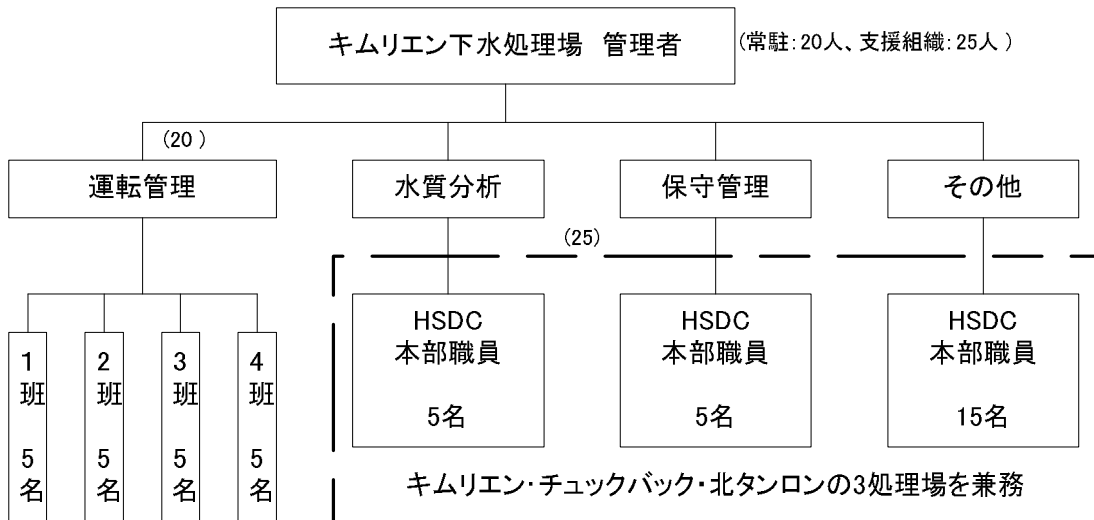 キムリエン下水処理場 管理者
(常駐:20人、支援組織:25人 )
(20 )
運転管理
水質分析
保守管理
その他
(25)
1班 5名
2班 5名
3班 5名
4班 5名
HSDC
本部職員
5名
HSDC
本部職員
5名
HSDC
本部職員
15名
キムリエン・チュックバック・北タンロンの3処理場を兼務